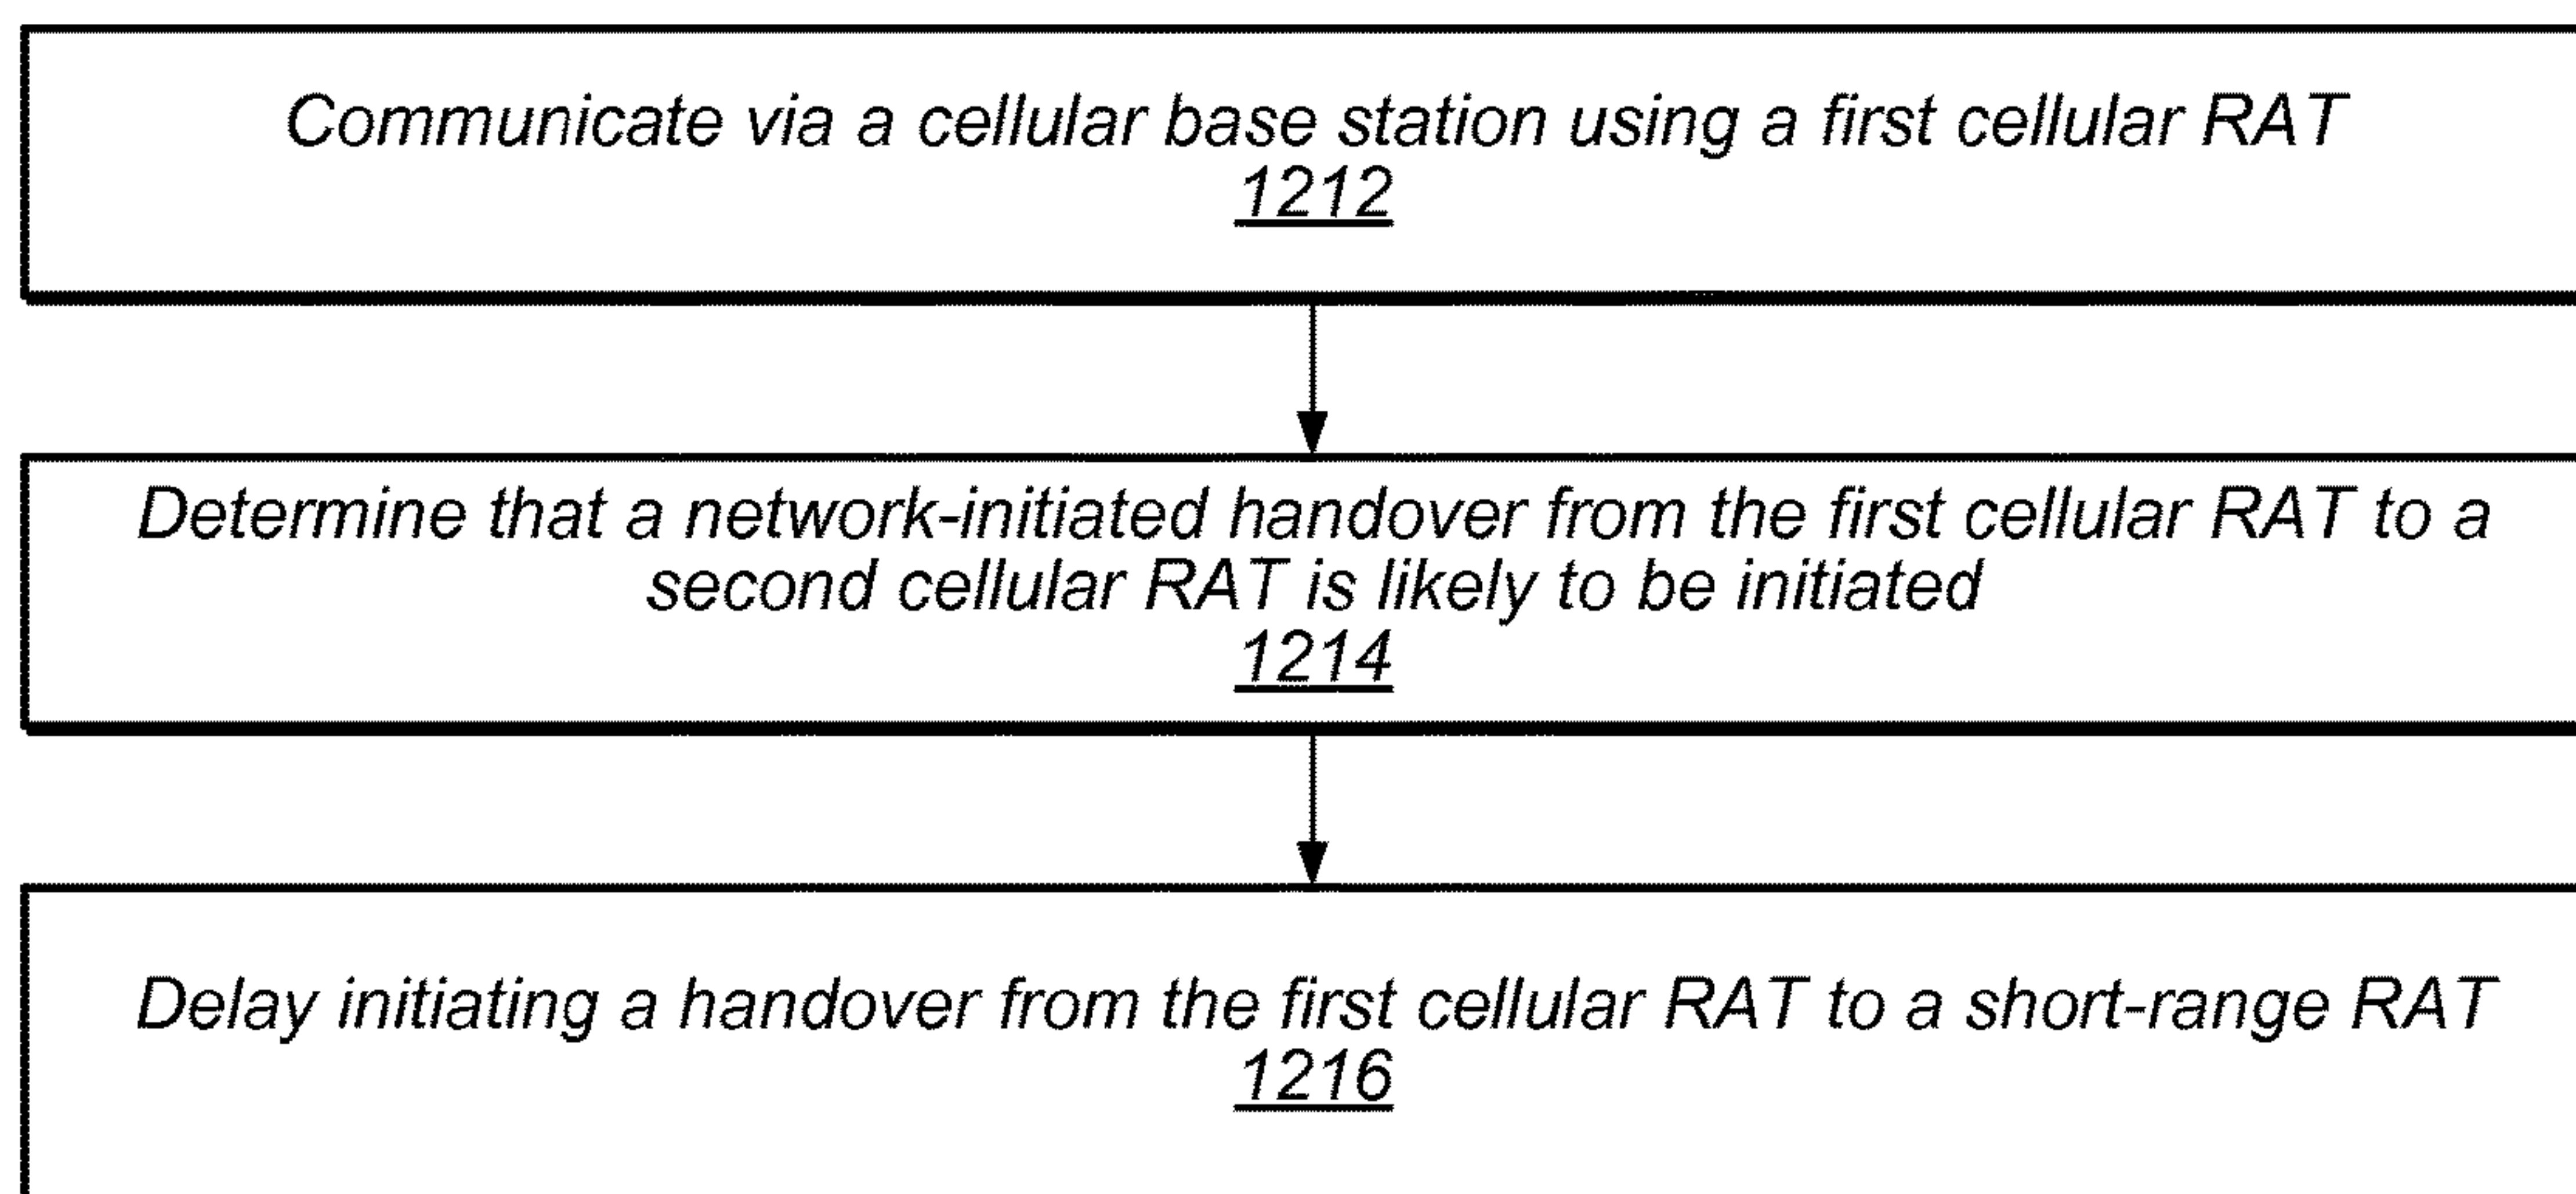 Communicate via a cellular base station using a first cellular RAT
1212
Determine that a network-initiated handover from the first cellular RAT to a
second cellular RAT is likely to be initiated
1214
Delay initiating a handover from the first cellular RAT to a short-range RAT
1216